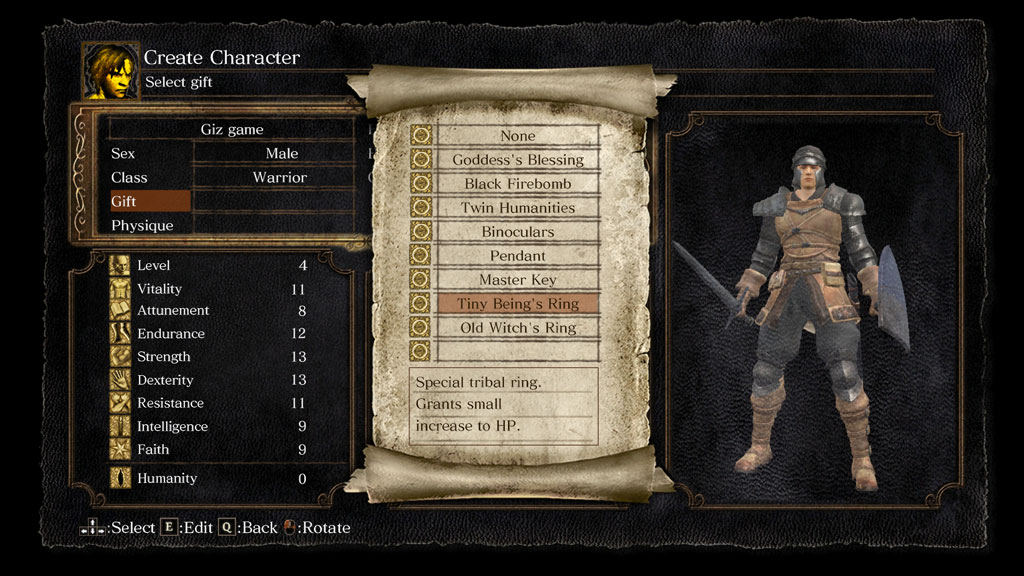 Create Character
Select gift
Giz game
Sex Male
Class Warrior
Gift
Physique
Level 4
Vitality 11
Attunement 8
Endurance 12
Strength 13
Dexterity 13
Resistance 11
Intelligence 9
Faith 9
Humanity 0
None
Goddess's Blessing
Black Firebomb
Twin Humanities
Binoculars
Pendant
Master Key
Tiny Being's Ring
Old Witch's Ring
Special tribal ring.
Grants small
increase to HP.
:Select E:Edit Q:Back :Rotate